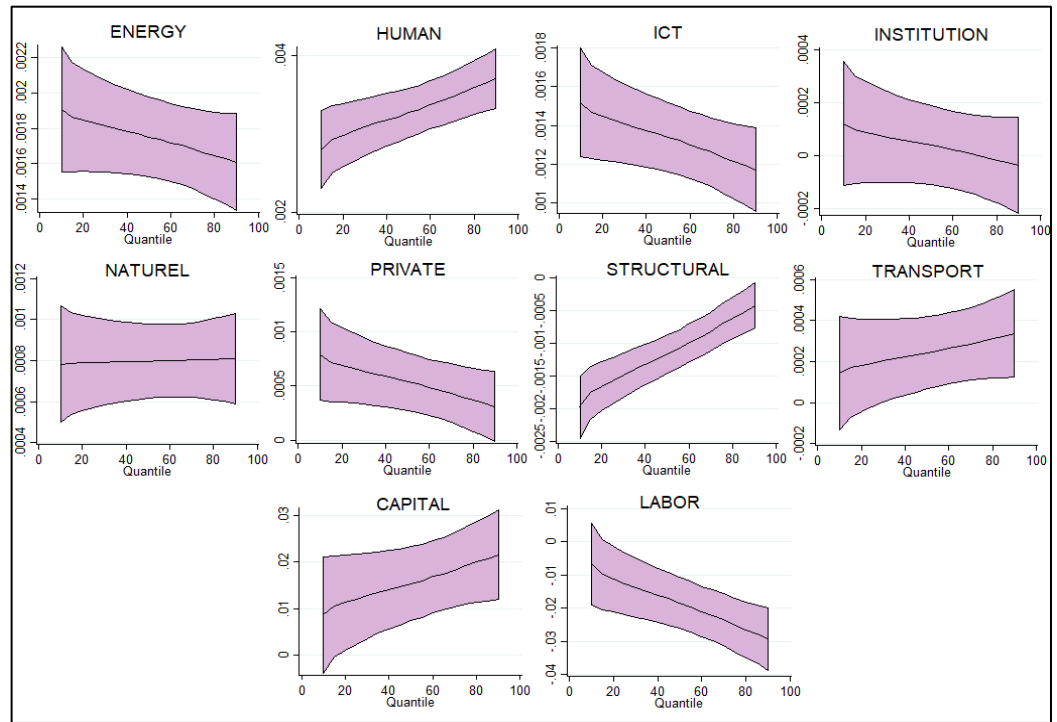 ENERGY
.0022
.002
.0018
.0016
.0014
0 20 40 60 80 100
Quantile
HUMAN
.004
.002
0 20 40 60 80 100
Quantile
ICT
.0018
.0016
.0014
.0012
.001
0 20 40 60 80 100
Quantile
INSTITUTION
.0004
.0002
0
-.0002
0 20 40 60 80 100
Quantile
NATUREL
.0012
.001
.0008
.0006
.0004
0 20 40 60 80 100
Quantile
PRIVATE
.0015
.001
.0005
0
0 20 40 60 80 100
Quantile
STRUCTURAL
0
-.0005
-.001
-.0015
-.002
-.0025
0 20 40 60 80 100
Quantile
TRANSPORT
.0006
.0004
.0002
0
-.0002
0 20 40 60 80 100
Quantile
CAPITAL
.03
.02
.01
0
0 20 40 60 80 100
Quantile
LABOR
.01
0
-.01
-.02
-.03
-.04
0 20 40 60 80 100
Quantile